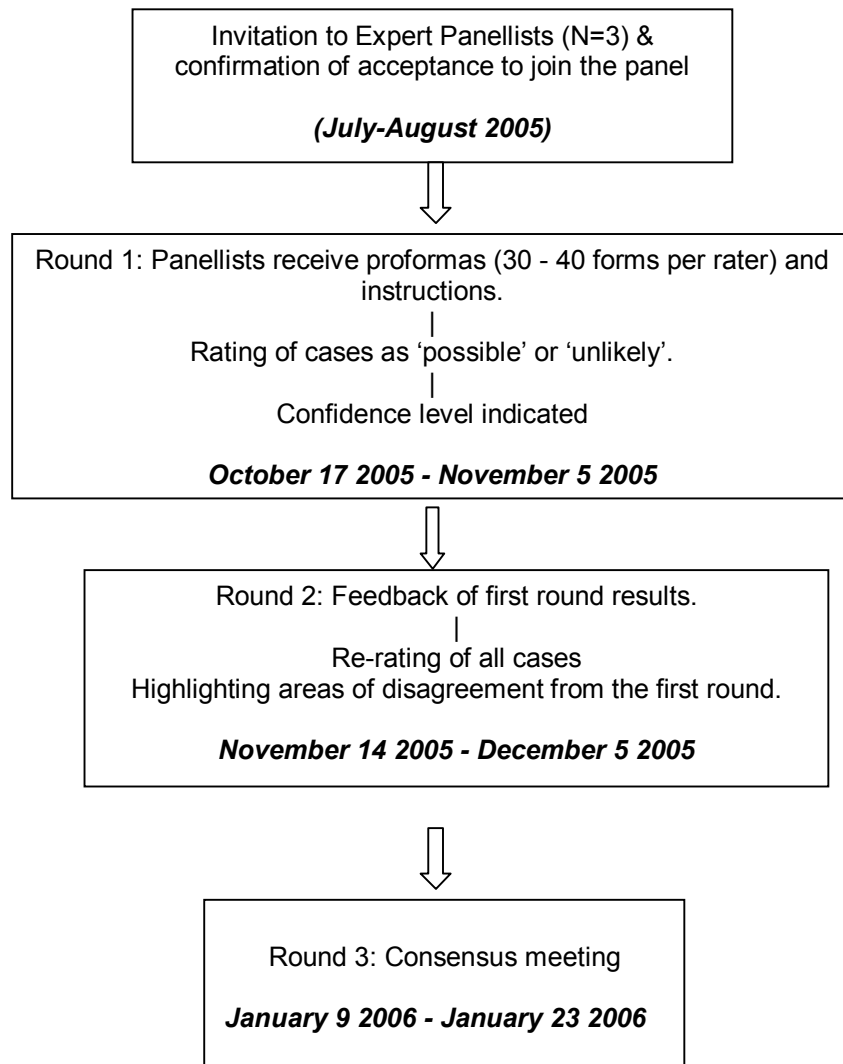 Invitation to Expert Panellists (N=3) &
confirmation of acceptance to join the panel
(July-August 2005)
Round 1: Panellists receive proformas (30 - 40 forms per rater) and
instructions.
|
Rating of cases as ‘possible’ or ‘unlikely’.
|
Confidence level indicated
October 17 2005 - November 5 2005
Round 2: Feedback of first round results.
|
Re-rating of all cases
Highlighting areas of disagreement from the first round.
November 14 2005 - December 5 2005
Round 3: Consensus meeting
January 9 2006 - January 23 2006